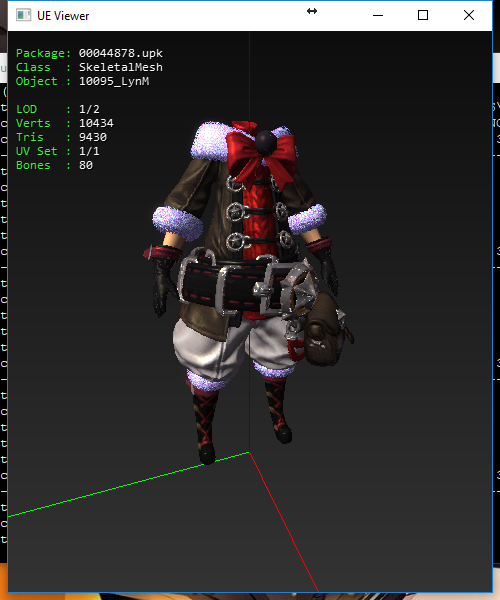 UE Viewer
Package: 00044878.upk
Class  : SkeletalMesh
Object : 10095_LynM
LOD    : 1/2
Verts  : 10434
Tris   : 9430
UV Set : 1/1
Bones  : 80